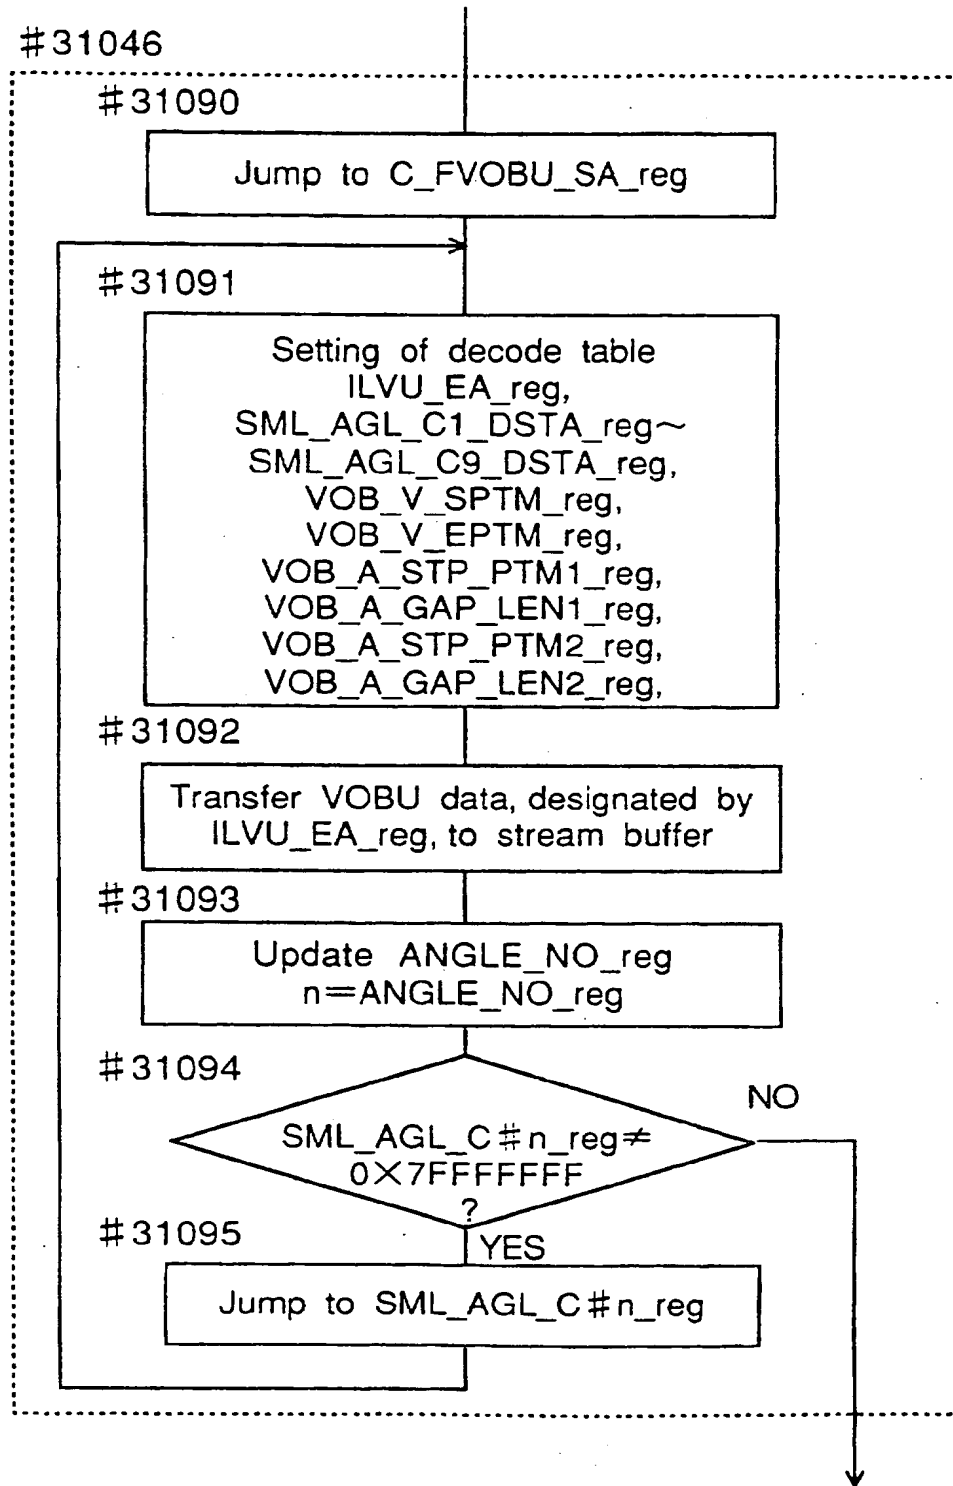 #31046
#31090
Jump to C_FVOBU_SA_reg
#31091
Setting of decode table
ILVU_EA_reg,
SML_AGL_C1_DSTA_reg~
SML_AGL_C9_DSTA_reg,
VOB_V_SPTM_reg,
VOB_V_EPTM_reg,
VOB_A_STP_PTM1_reg,
VOB_A_GAP_LEN1_reg,
VOB_A_STP_PTM2_reg,
VOB_A_GAP_LEN2_reg,
#31092
Transfer VOBU data, designated by
ILVU_EA_reg, to stream buffer
#31093
Update ANGLE_NO_reg
n=ANGLE_NO_reg
#31094
NO
SML_AGL_C#n_reg≠
0×7FFFFFFF
?
#31095
YES
Jump to SML_AGL_C#n_reg